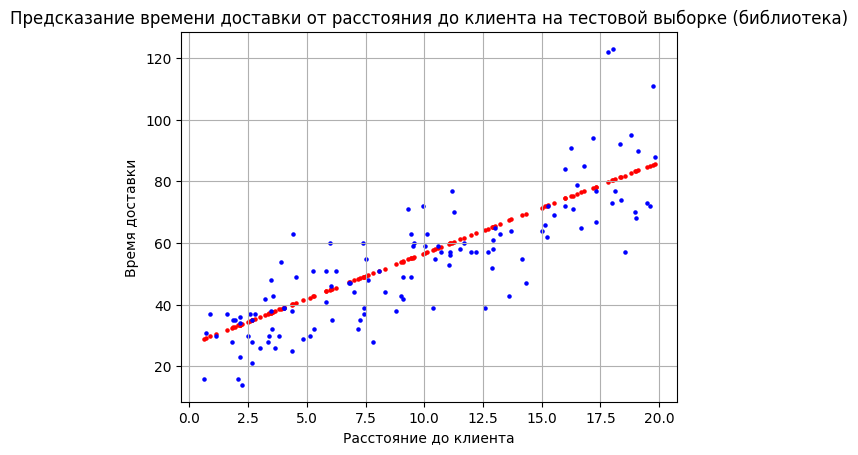 Предсказание времени доставки от расстояния до клиента на тестовой выборке (библиотека)
120
100
80
60
40
20
Время доставки
0.0 2.5 5.0 7.5 10.0 12.5 15.0 17.5 20.0
Расстояние до клиента